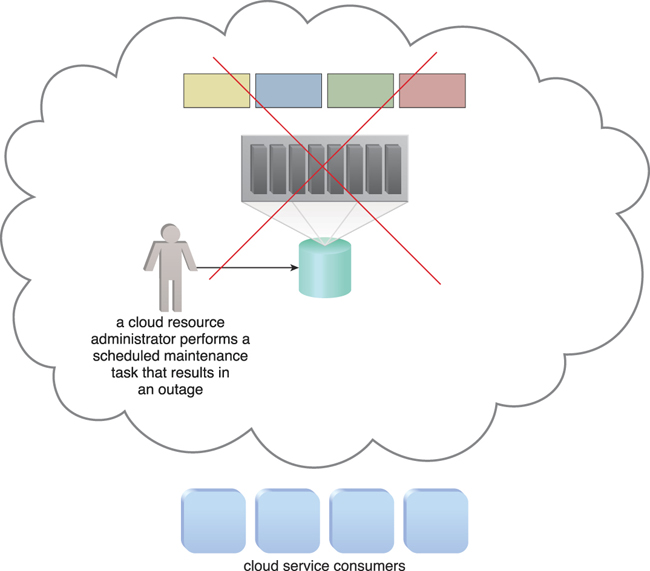 a cloud resource
administrator performs a
scheduled maintenance
task that results in
an outage
cloud service consumers